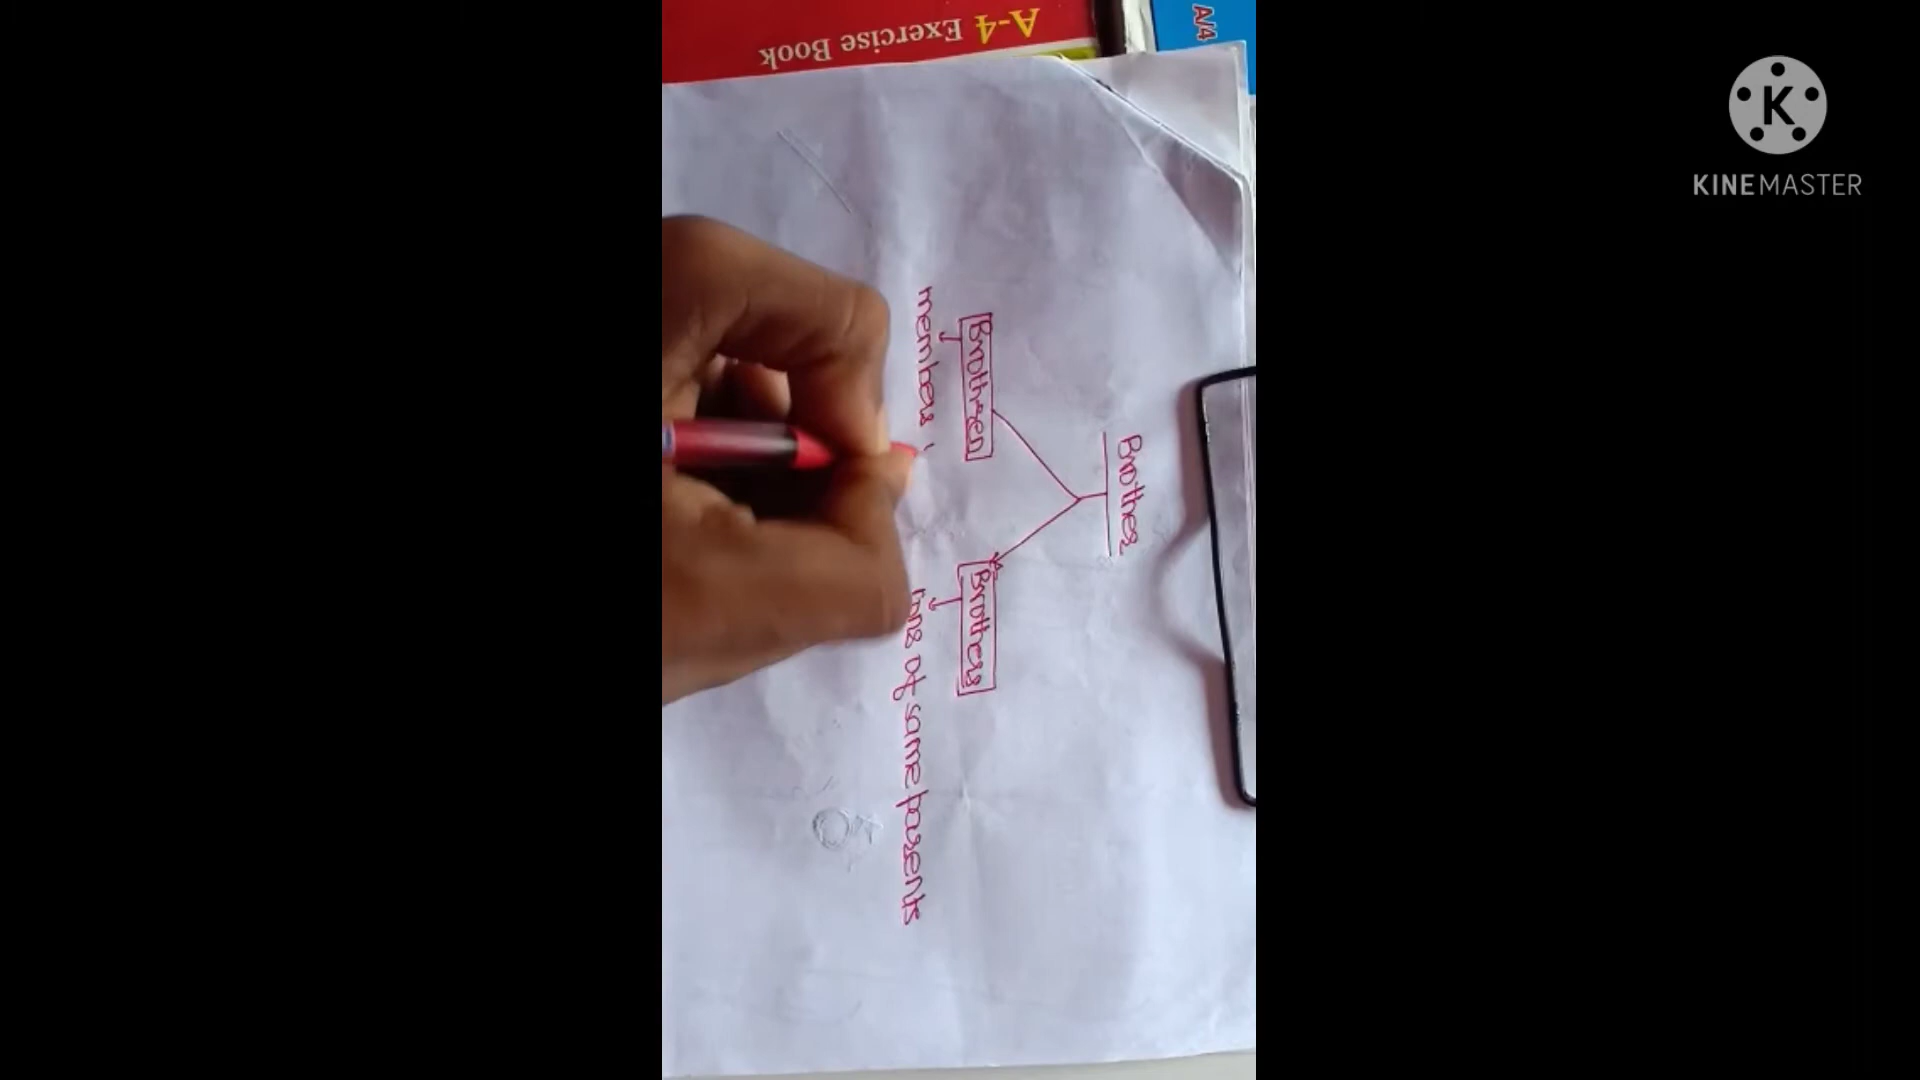 A-4 Exercise Book
A/4
KINEMASTER
Brother
Brethren
Brothers
members
sons of same parents